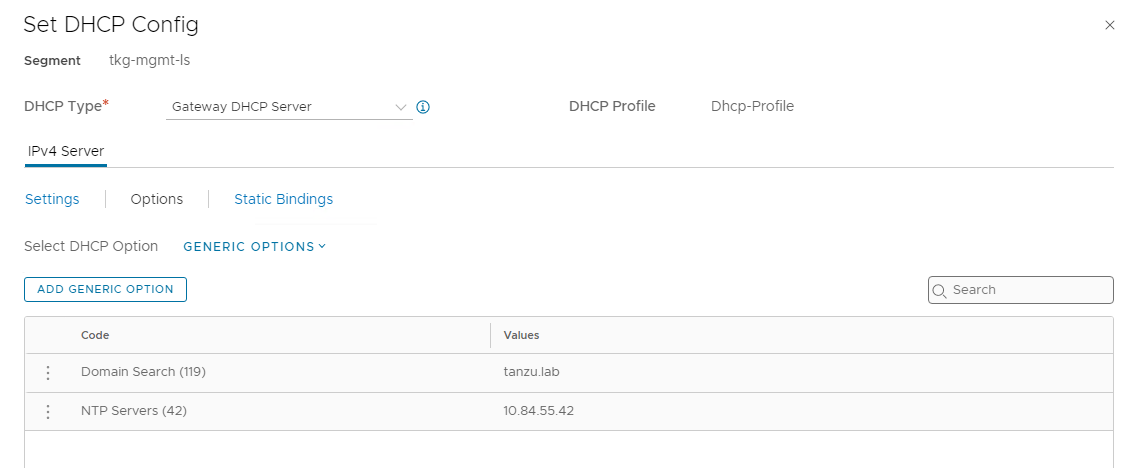 Set DHCP Config
Segment tkg-mgmt-ls
DHCP Type* Gateway DHCP Server DHCP Profile Dhcp-Profile
IPv4 Server
Settings Options Static Bindings
Select DHCP Option GENERIC OPTIONS
ADD GENERIC OPTION Search
Code Values
Domain Search (119) tanzu.lab
NTP Servers (42) 10.84.55.42